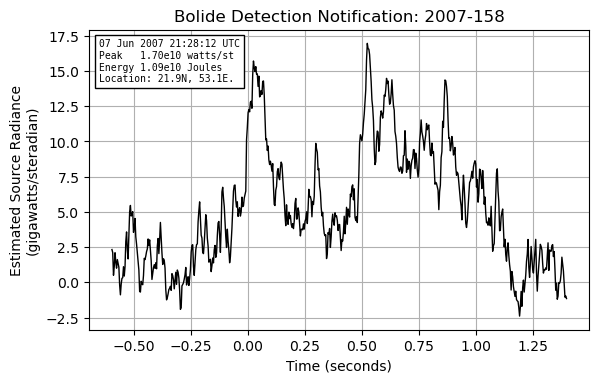 Bolide Detection Notification: 2007-158
17.5
15.0
12.5
10.0
7.5
5.0
2.5
0.0
−2.5
Estimated Source Radiance
(gigawatts/steradian)
07 Jun 2007 21:28:12 UTC
Peak   1.70e10 watts/st
Energy 1.09e10 Joules
Location: 21.9N, 53.1E.
−0.50 −0.25 0.00 0.25 0.50 0.75 1.00 1.25
Time (seconds)